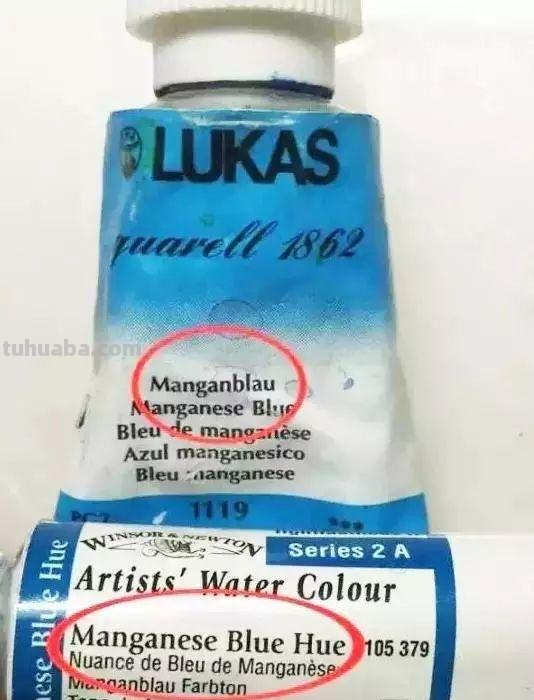 LUKAS
quarell 1862
tuhuaba.com
Manganblau
Manganese Blue
Bleu de manganèse
Azul manganesico
Bleu manganese
1119
WINSOR & NEWTON
Series 2 A
Artists' Water Colour
Manganese Blue Hue
105 379
Nuance de Bleu de Manganèse
Manganblau Farbton
ese Blue Hue